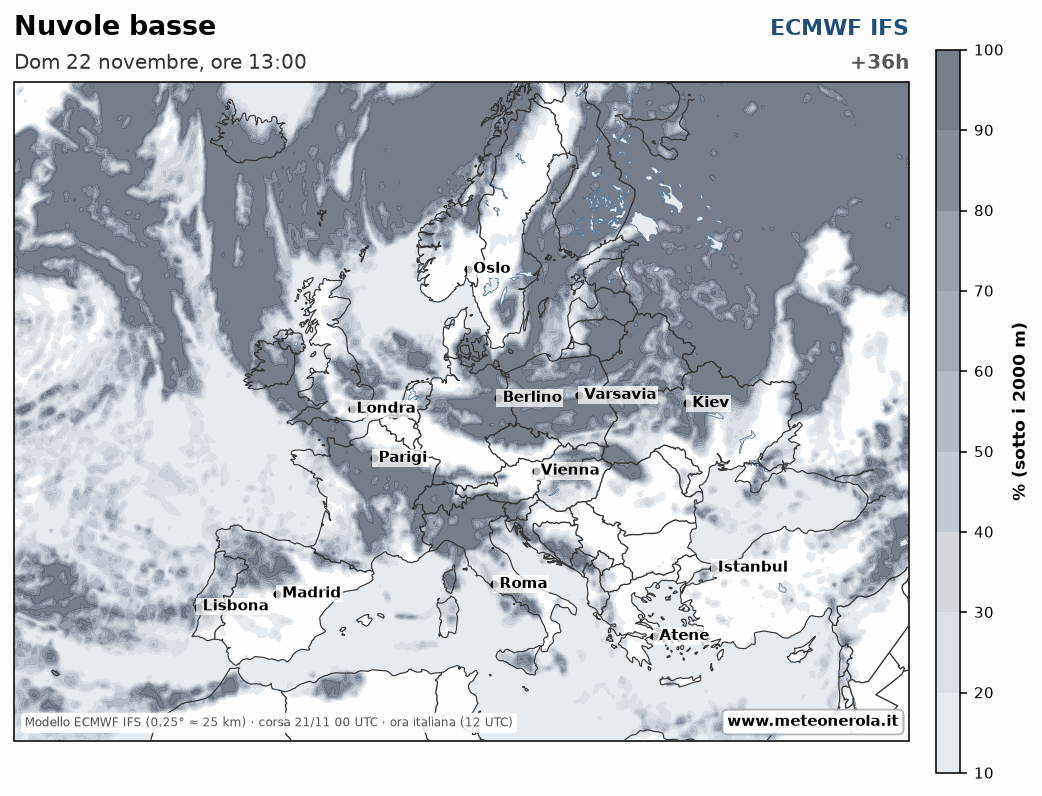 Nuvole basse
ECMWF IFS
Dom 22 novembre, ore 13:00
+36h
Oslo
Berlino
Varsavia
Kiev
Londra
Parigi
Vienna
Istanbul
Roma
Madrid
Lisbona
Atene
Modello ECMWF IFS (0,25° ≈ 25 km) · corsa 21/11 00 UTC · ora italiana (12 UTC)
www.meteonerola.it
100
90
80
70
60
50
40
30
20
10
% (sotto i 2000 m)